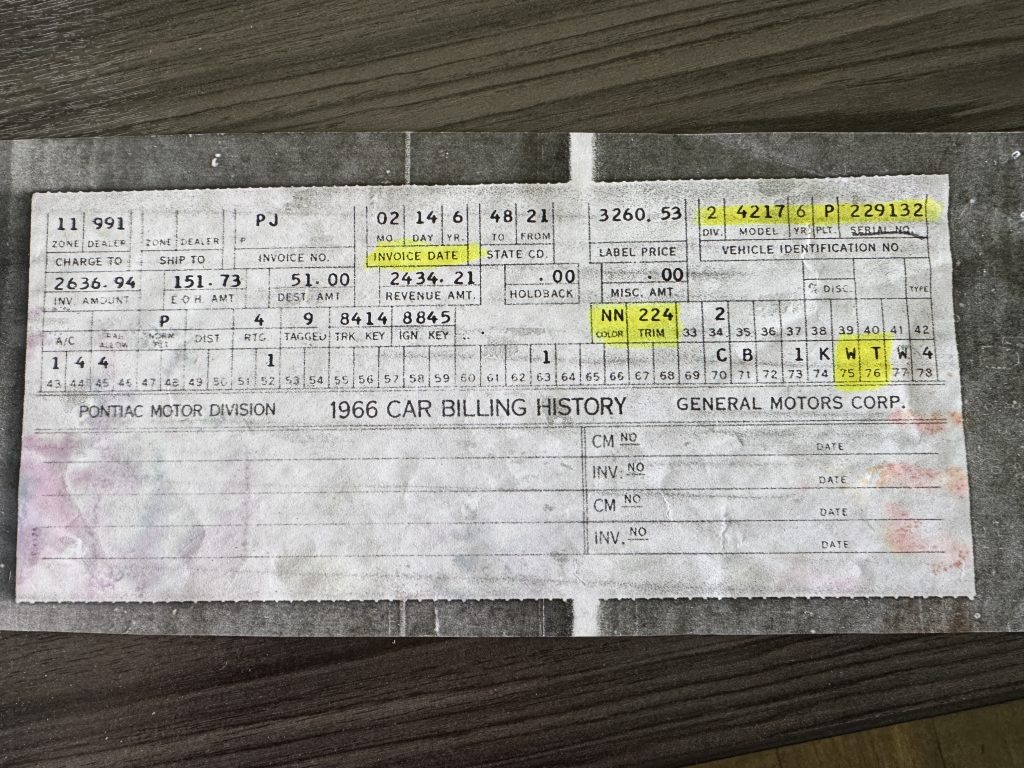 11 991 PJ 02 14 6 48 21 3260.53 2 4217 6 P 229132
ZONE DEALER ZONE DEALER P MO. DAY YR. TO FROM DIV. MODEL YR. PLT. SERIAL NO.
CHARGE TO SHIP TO INVOICE NO. INVOICE DATE STATE CD. LABEL PRICE VEHICLE IDENTIFICATION NO.
2636.94 151.73 51.00 2434.21 .00 .00
INV. AMOUNT E.O.H. AMT DEST. AMT REVENUE AMT. HOLDBACK MISC. AMT. % DISC. TYPE
P 4 9 8414 8845 NN 224 2
A/C DIST RTG TAGGED TRK KEY IGN KEY COLOR TRIM 33 34 35 36 37 38 39 40 41 42
1 4 4 1 1 C B 1 K W T W 4
43 44 45 46 47 48 49 50 51 52 53 54 55 56 57 58 59 60 61 62 63 64 65 66 67 68 69 70 71 72 73 74 75 76 77 78
PONTIAC MOTOR DIVISION 1966 CAR BILLING HISTORY GENERAL MOTORS CORP.
CM NO DATE
INV. NO DATE
CM NO DATE
INV. NO DATE